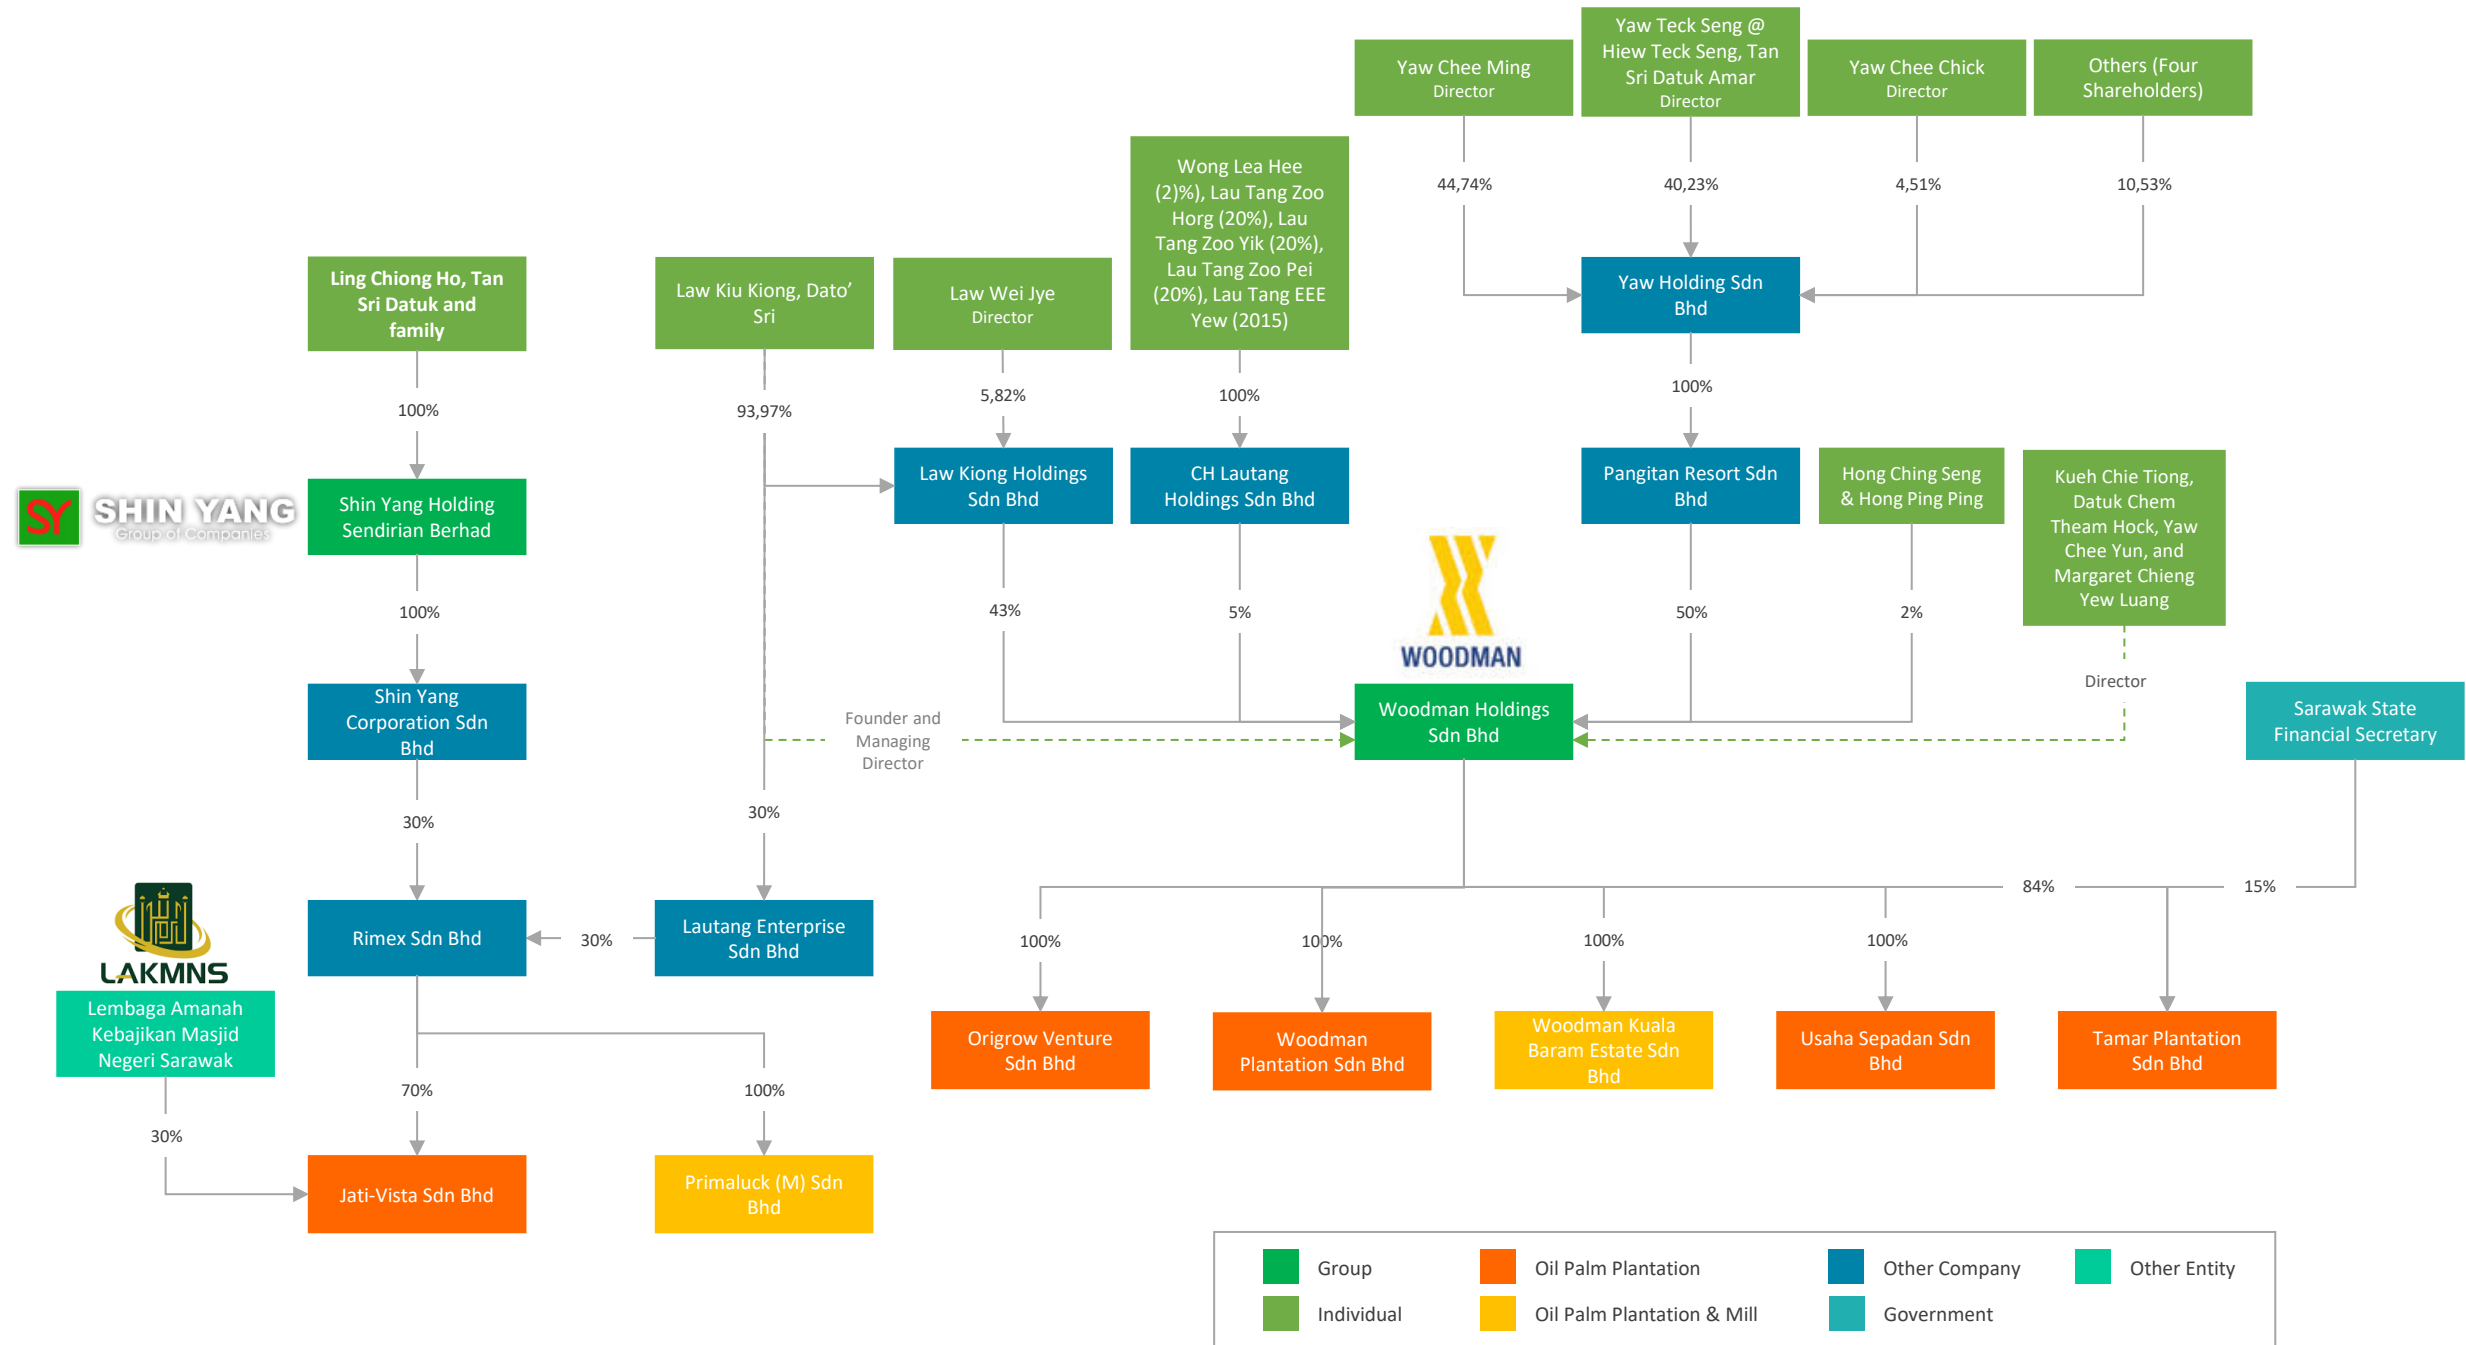 Yaw Chee Ming
Director
Yaw Teck Seng @
Hiew Teck Seng, Tan
Sri Datuk Amar
Director
Yaw Chee Chick
Director
Others (Four
Shareholders)
44,74%
40,23%
4,51%
10,53%
Wong Lea Hee
(2)%), Lau Tang Zoo
Horg (20%), Lau
Tang Zoo Yik (20%),
Lau Tang Zoo Pei
(20%), Lau Tang EEE
Yew (2015)
Ling Chiong Ho, Tan
Sri Datuk and
family
Law Kiu Kiong, Dato’
Sri
Law Wei Jye
Director
Yaw Holding Sdn
Bhd
100%
93,97%
5,82%
100%
100%
SY
SHIN YANG
Group of Companies
Shin Yang Holding
Sendirian Berhad
Law Kiong Holdings
Sdn Bhd
CH Lautang
Holdings Sdn Bhd
Pangitan Resort Sdn
Bhd
Hong Ching Seng
& Hong Ping Ping
Kueh Chie Tiong,
Datuk Chem
Theam Hock, Yaw
Chee Yun, and
Margaret Chieng
Yew Luang
100%
43%
5%
50%
2%
WOODMAN
Director
Shin Yang
Corporation Sdn
Bhd
Founder and
Managing
Director
Woodman Holdings
Sdn Bhd
Sarawak State
Financial Secretary
30%
30%
84%
15%
LAKMNS
Rimex Sdn Bhd
30%
Lautang Enterprise
Sdn Bhd
100%
100%
100%
100%
Lembaga Amanah
Kebajikan Masjid
Negeri Sarawak
Origrow Venture
Sdn Bhd
Woodman
Plantation Sdn Bhd
Woodman Kuala
Baram Estate Sdn
Bhd
Usaha Sepadan Sdn
Bhd
Tamar Plantation
Sdn Bhd
70%
100%
30%
Jati-Vista Sdn Bhd
Primaluck (M) Sdn
Bhd
Group
Oil Palm Plantation
Other Company
Other Entity
Individual
Oil Palm Plantation & Mill
Government